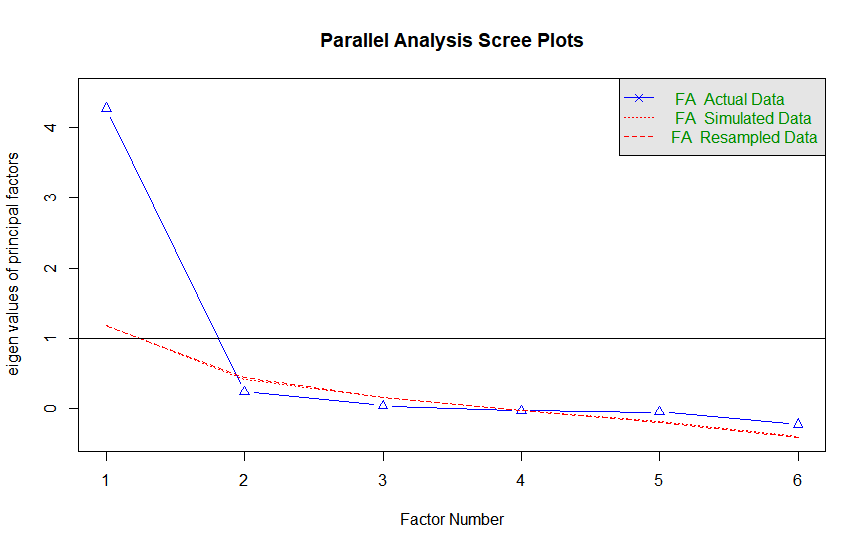 Parallel Analysis Scree Plots
FA Actual Data
FA Simulated Data
FA Resampled Data
eigen values of principal factors
4
3
2
1
0
1 2 3 4 5 6
Factor Number